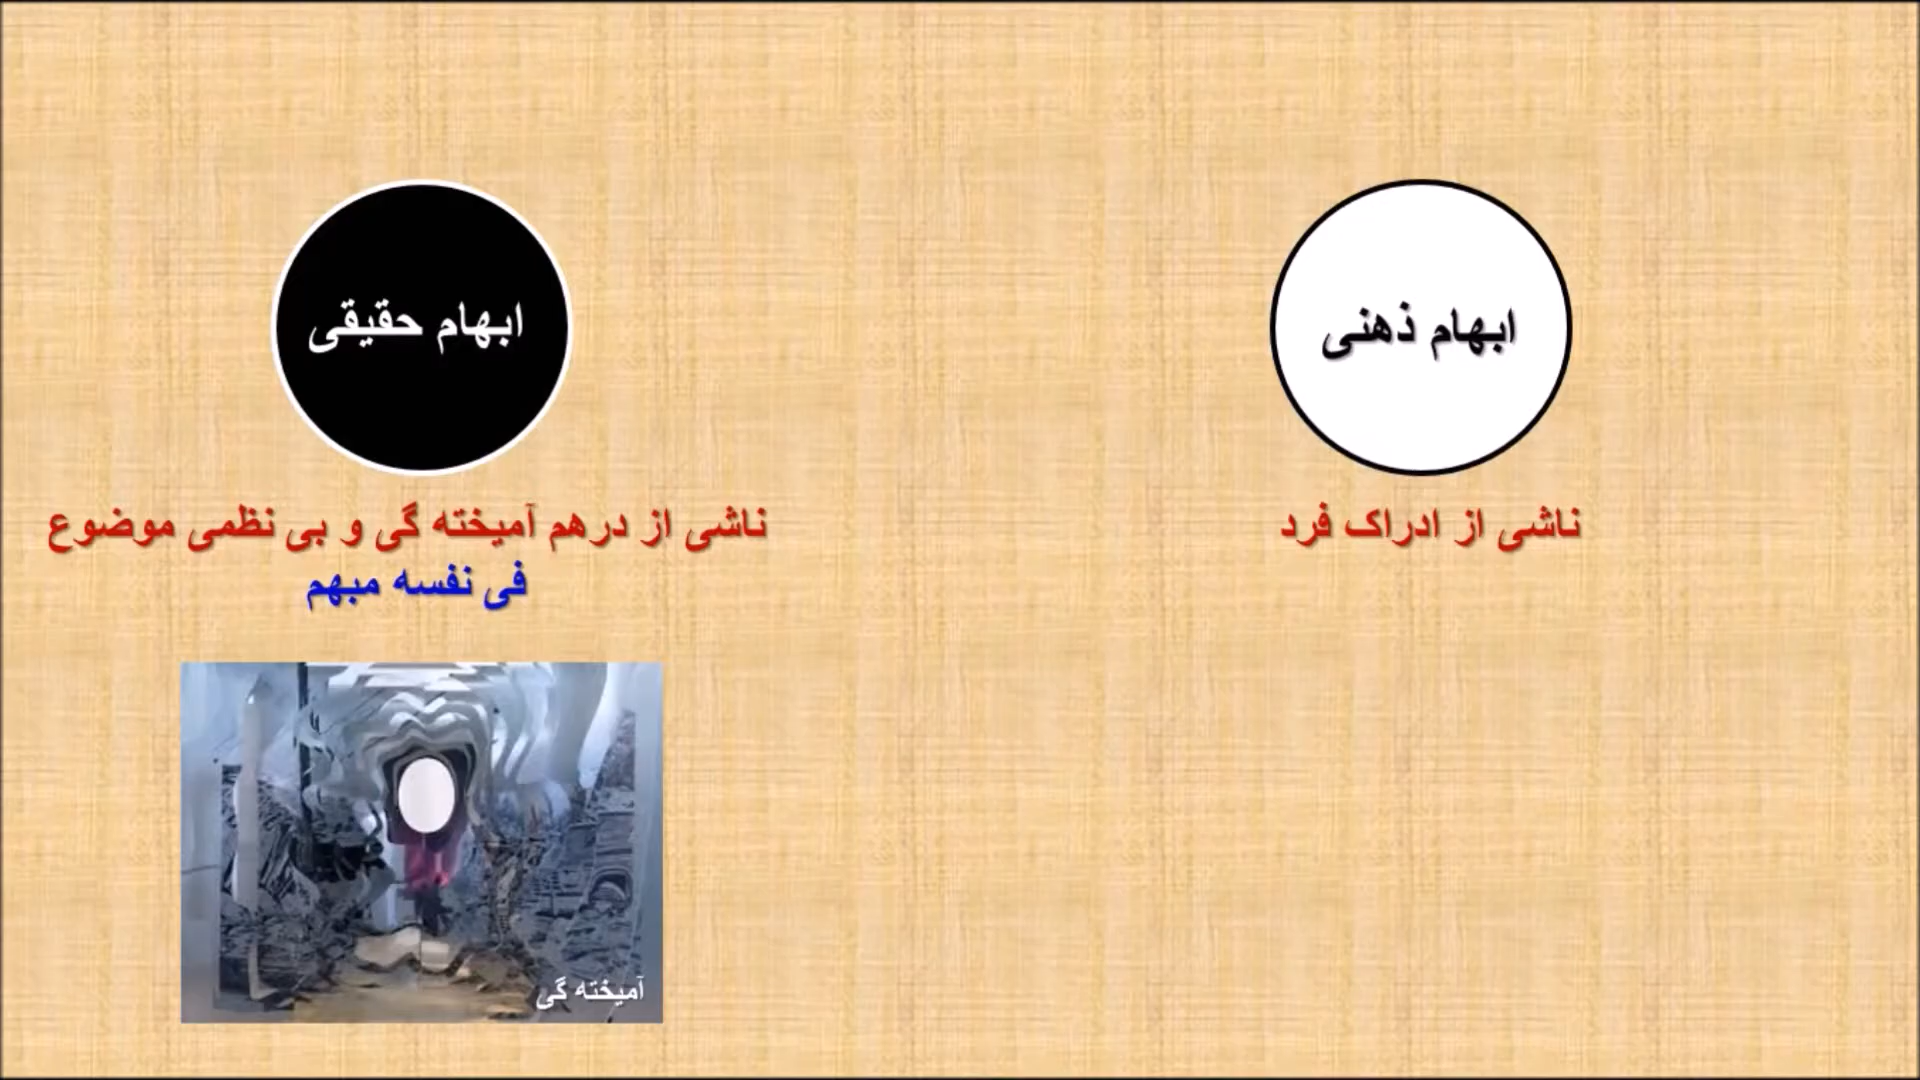 ابهام ذهنی
ناشی از ادراک فرد
ابهام حقیقی
ناشی از درهم آمیخته گی و بی نظمی موضوع
فی نفسه مبهم
آمیخته گی